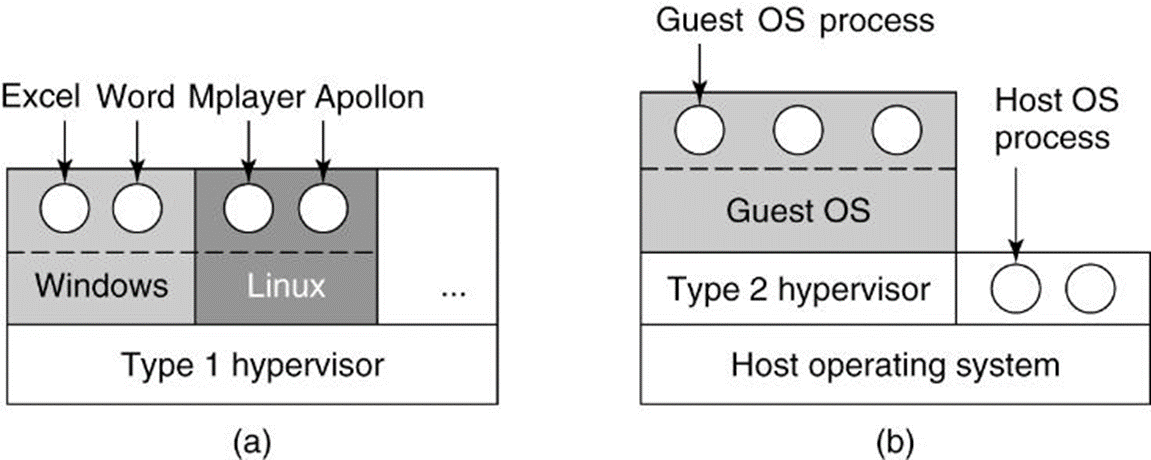 Excel Word Mplayer Apollon
Windows
Linux
...
Type 1 hypervisor
(a)
Guest OS process
Host OS
process
Guest OS
Type 2 hypervisor
Host operating system
(b)